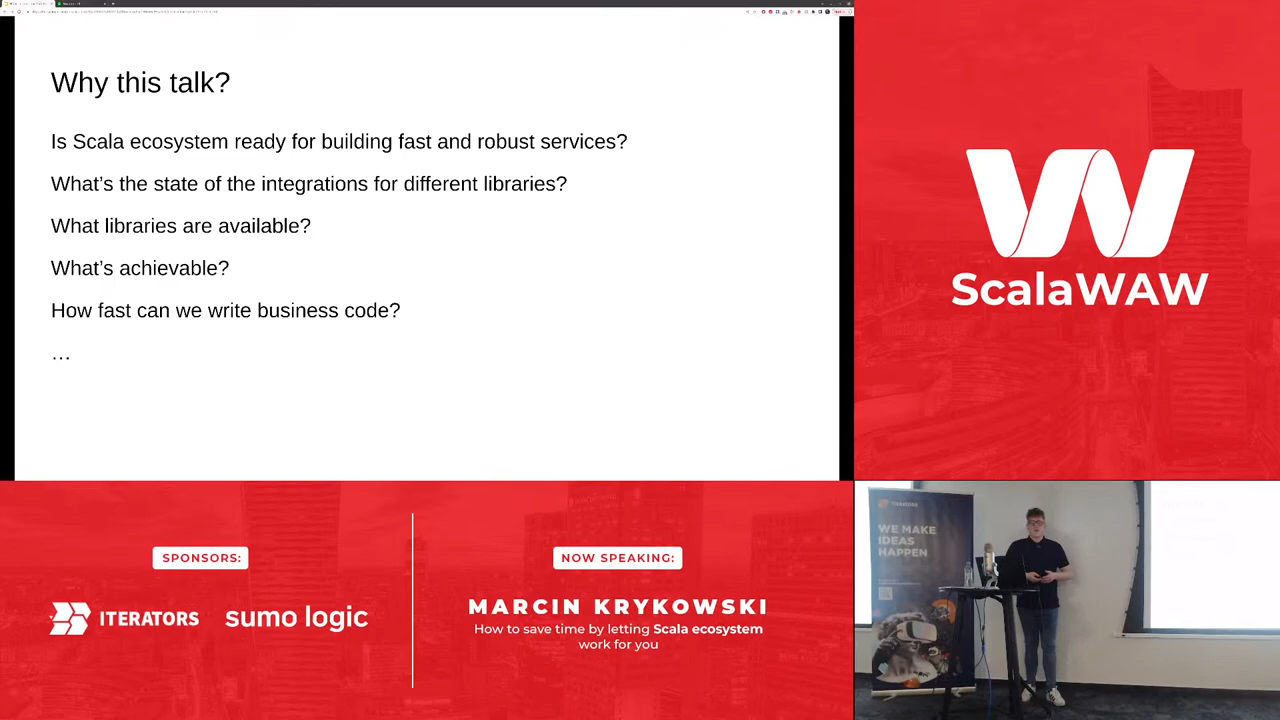 Why this talk?
Is Scala ecosystem ready for building fast and robust services?
What's the state of the integrations for different libraries?
What libraries are available?
What's achievable?
How fast can we write business code?
…
ScalaWAW
SPONSORS:
ITERATORS
sumo logic
NOW SPEAKING:
MARCIN KRYKOWSKI
How to save time by letting Scala ecosystem
work for you
ITERATORS
WE MAKE
IDEAS
HAPPEN